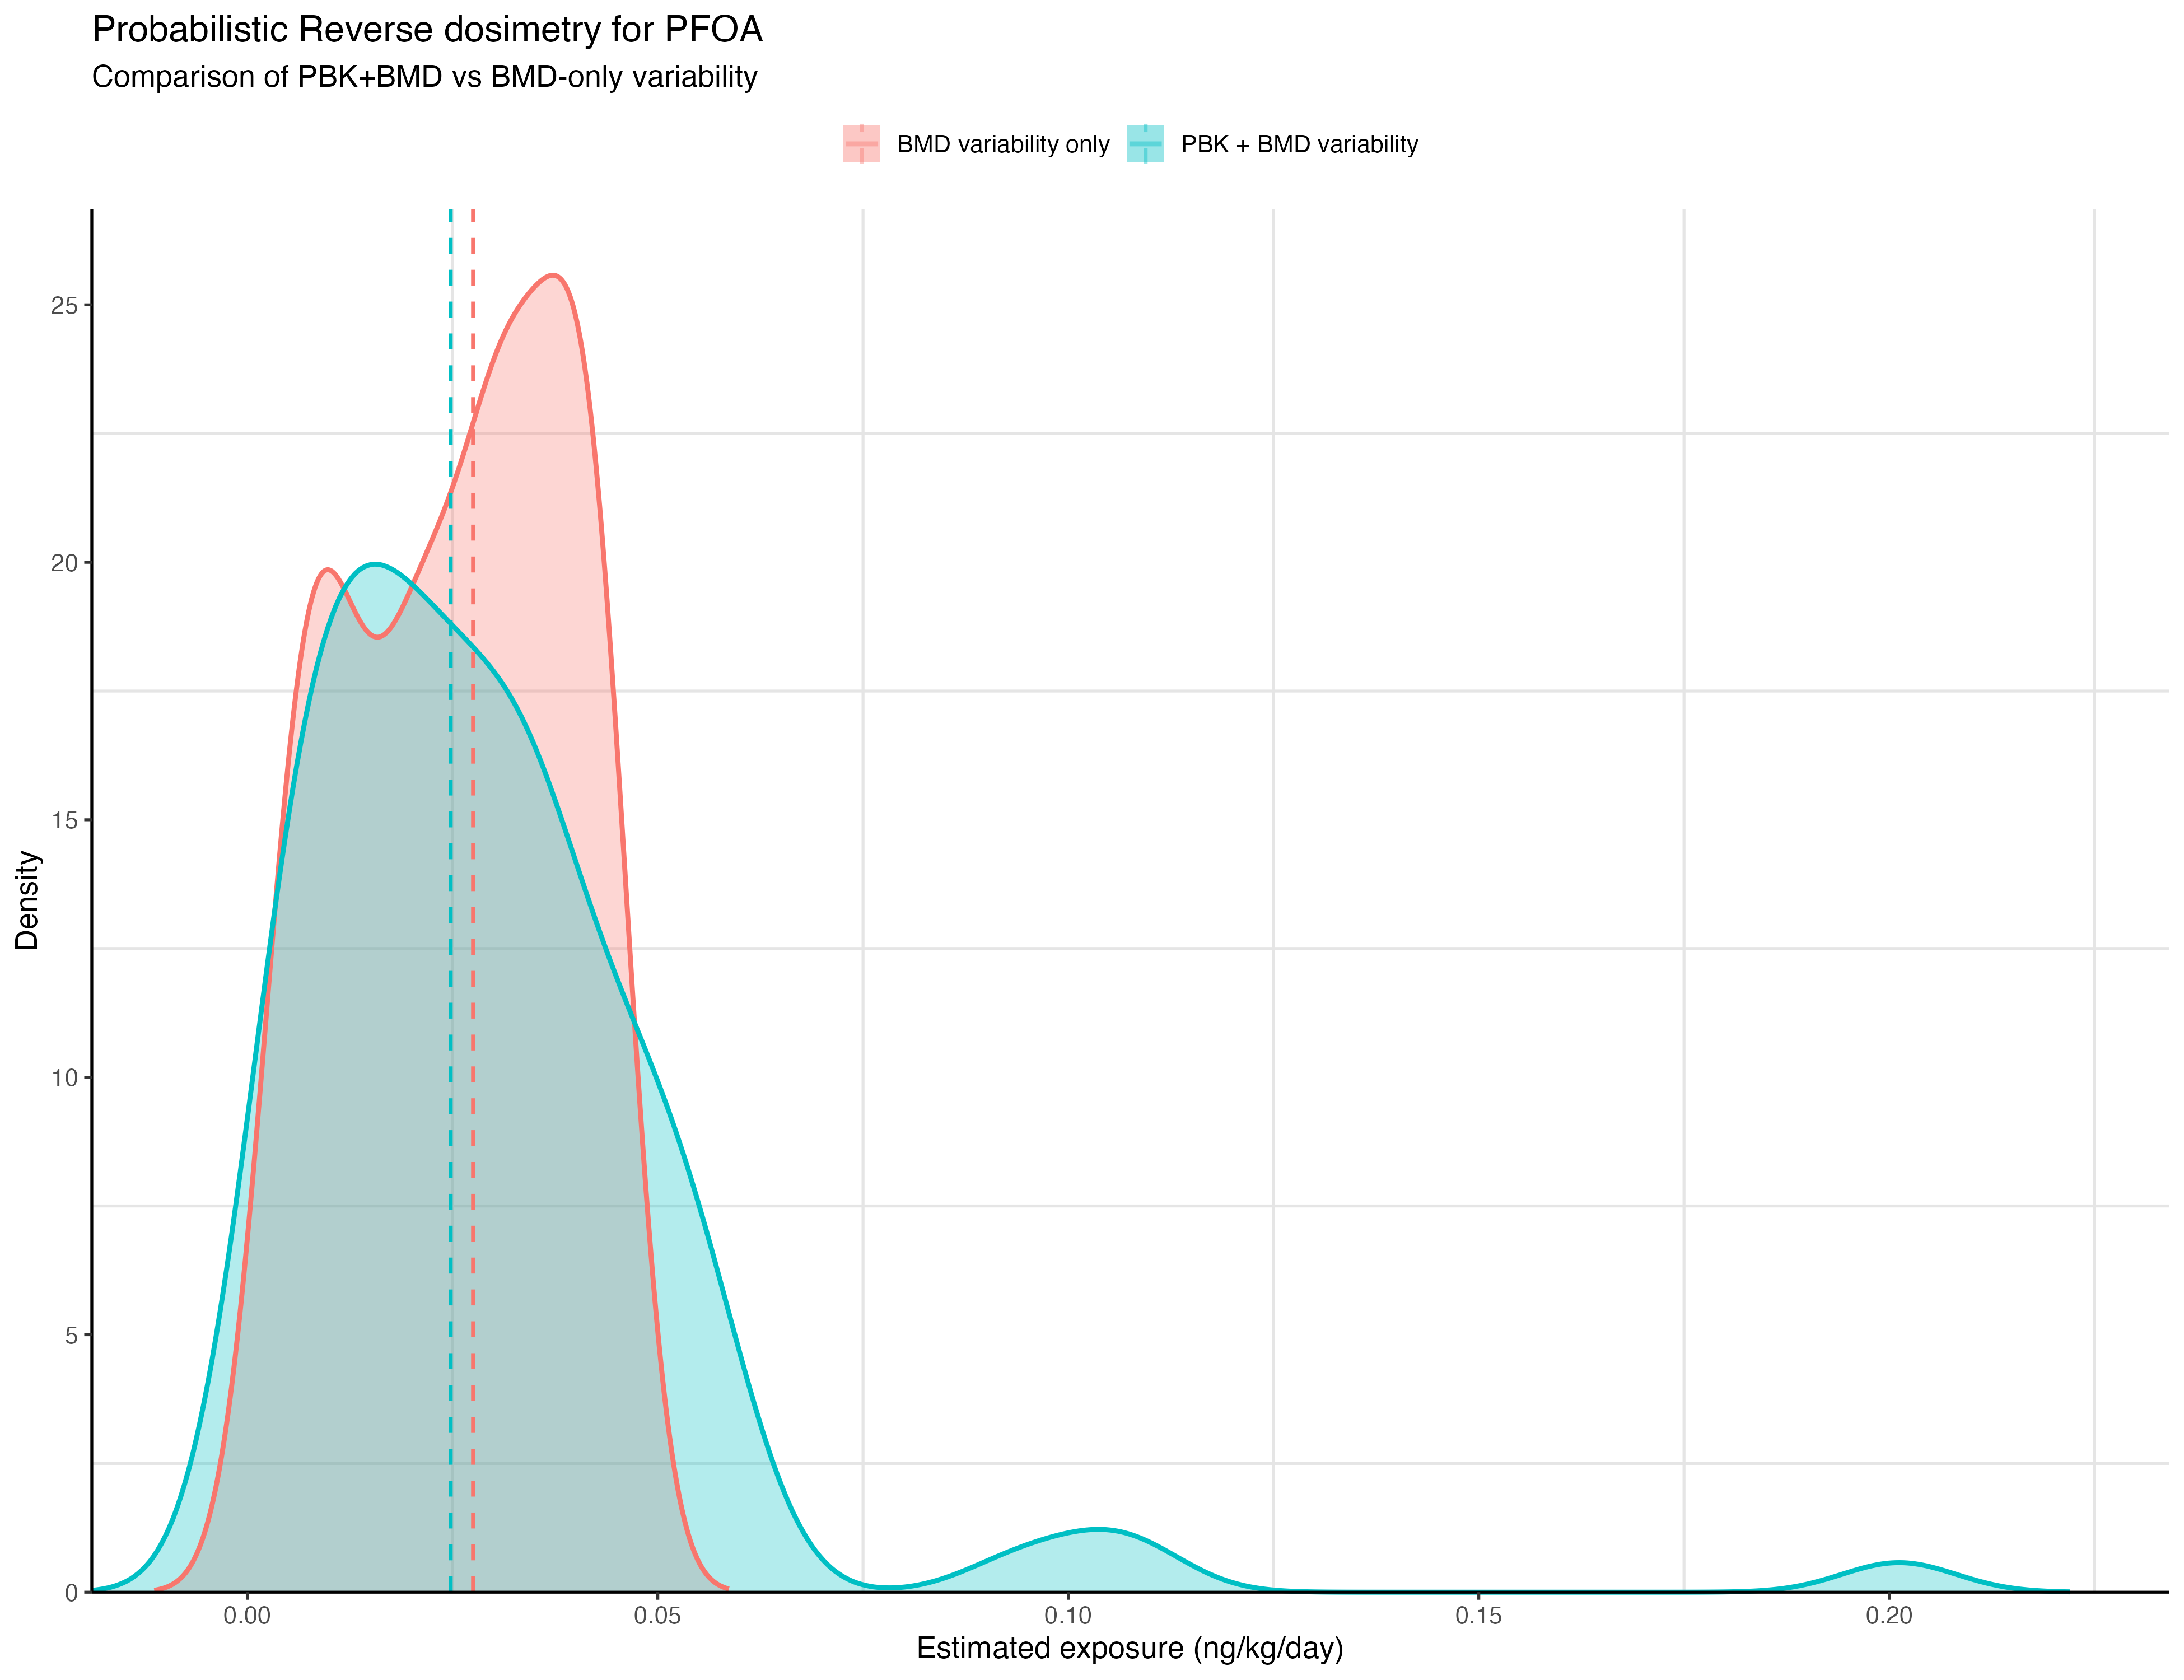 Probabilistic Reverse dosimetry for PFOA
Comparison of PBK+BMD vs BMD-only variability
BMD variability only PBK + BMD variability
25
20
15
10
5
0
Density
0.00 0.05 0.10 0.15 0.20
Estimated exposure (ng/kg/day)